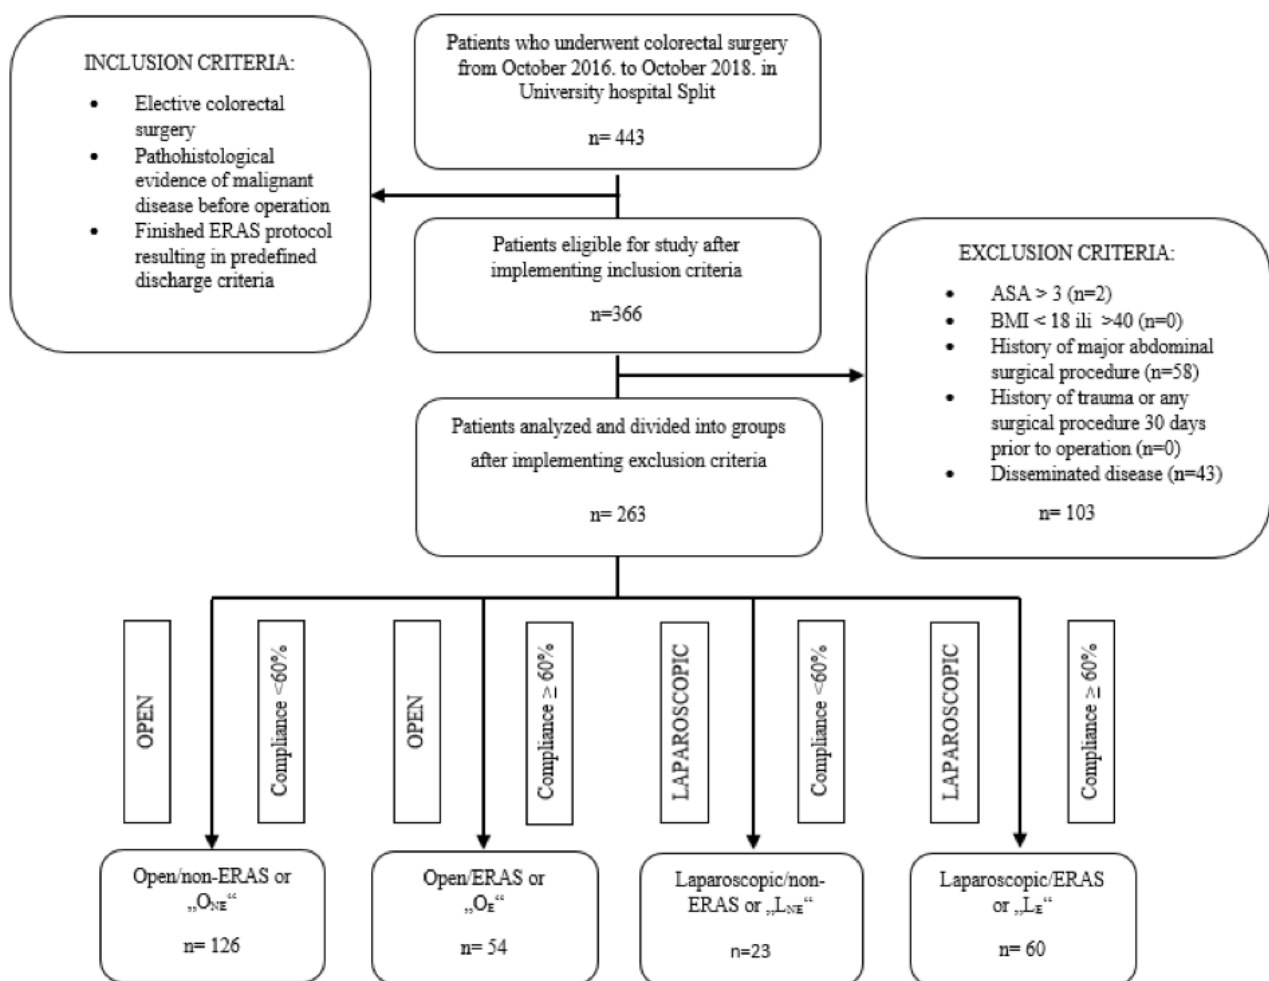 Patients who underwent colorectal surgery
from October 2016. to October 2018. in
University hospital Split
n= 443
INCLUSION CRITERIA:
• Elective colorectal
surgery
• Pathohistological
evidence of malignant
disease before operation
• Finished ERAS protocol
resulting in predefined
discharge criteria
Patients eligible for study after
implementing inclusion criteria
n=366
EXCLUSION CRITERIA:
• ASA > 3 (n=2)
• BMI < 18 ili >40 (n=0)
• History of major abdominal
surgical procedure (n=58)
• History of trauma or any
surgical procedure 30 days
prior to operation (n=0)
• Disseminated disease (n=43)
n= 103
Patients analyzed and divided into groups
after implementing exclusion criteria
n= 263
OPEN
Compliance <60%
OPEN
Compliance ≥ 60%
LAPAROSCOPIC
Compliance <60%
LAPAROSCOPIC
Compliance ≥ 60%
Open/non-ERAS or
„ONE“
n= 126
Open/ERAS or
„OE“
n= 54
Laparoscopic/non-
ERAS or „LNE“
n=23
Laparoscopic/ERAS
or „LE“
n= 60